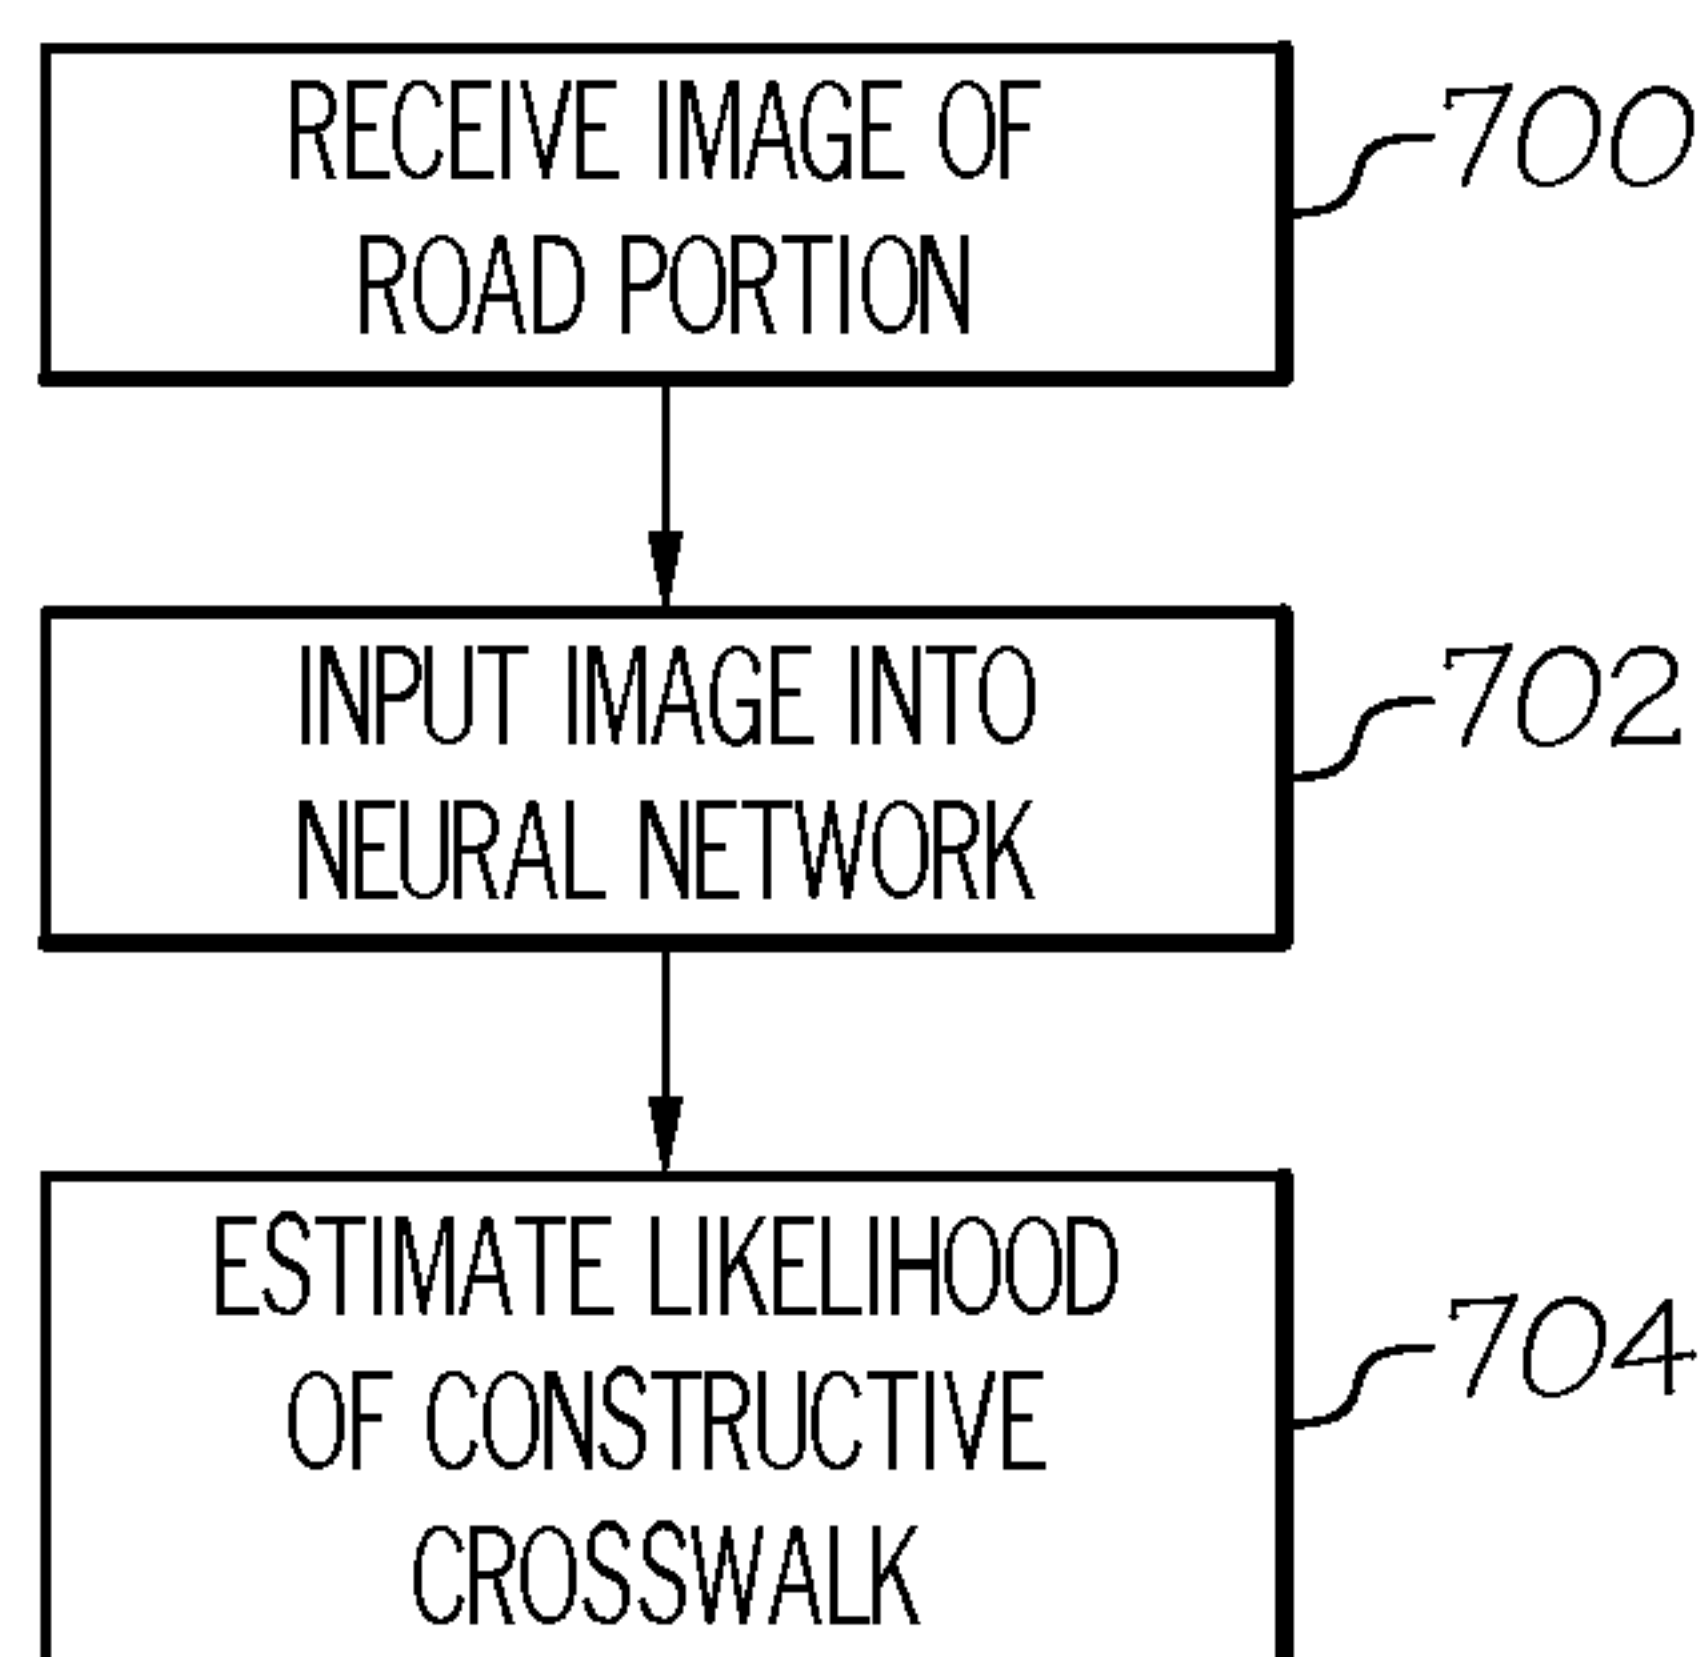 RECEIVE IMAGE OF
ROAD PORTION
700
INPUT IMAGE INTO
NEURAL NETWORK
702
ESTIMATE LIKELIHOOD
OF CONSTRUCTIVE
CROSSWALK
704